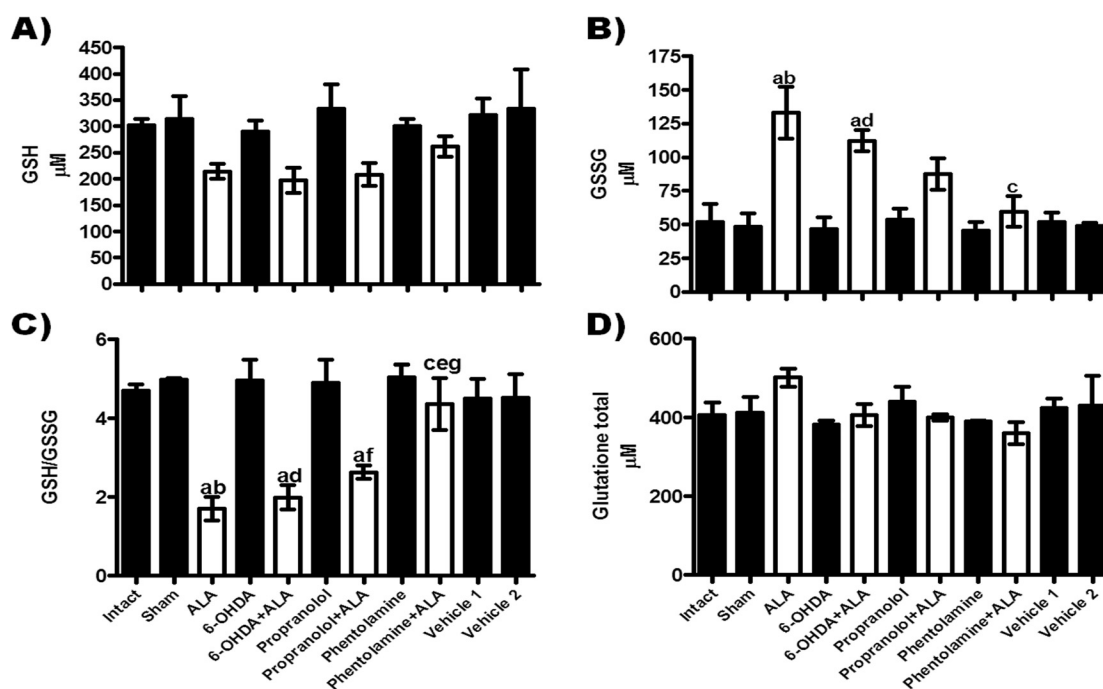 A)
GSH
µM
450
400
350
300
250
200
150
100
50
0
B)
GSSG
µM
175
150
125
100
75
50
25
0
ab
ad
c
C)
GSH/GSSG
6
4
2
0
ab
ad
af
ceg
Intact
Sham
ALA
6-OHDA
6-OHDA+ALA
Propranolol
Propranolol+ALA
Phentolamine
Phentolamine+ALA
Vehicle 1
Vehicle 2
D)
Glutatione total
µM
600
400
200
0
Intact
Sham
ALA
6-OHDA
6-OHDA+ALA
Propranolol
Propranolol+ALA
Phentolamine
Phentolamine+ALA
Vehicle 1
Vehicle 2